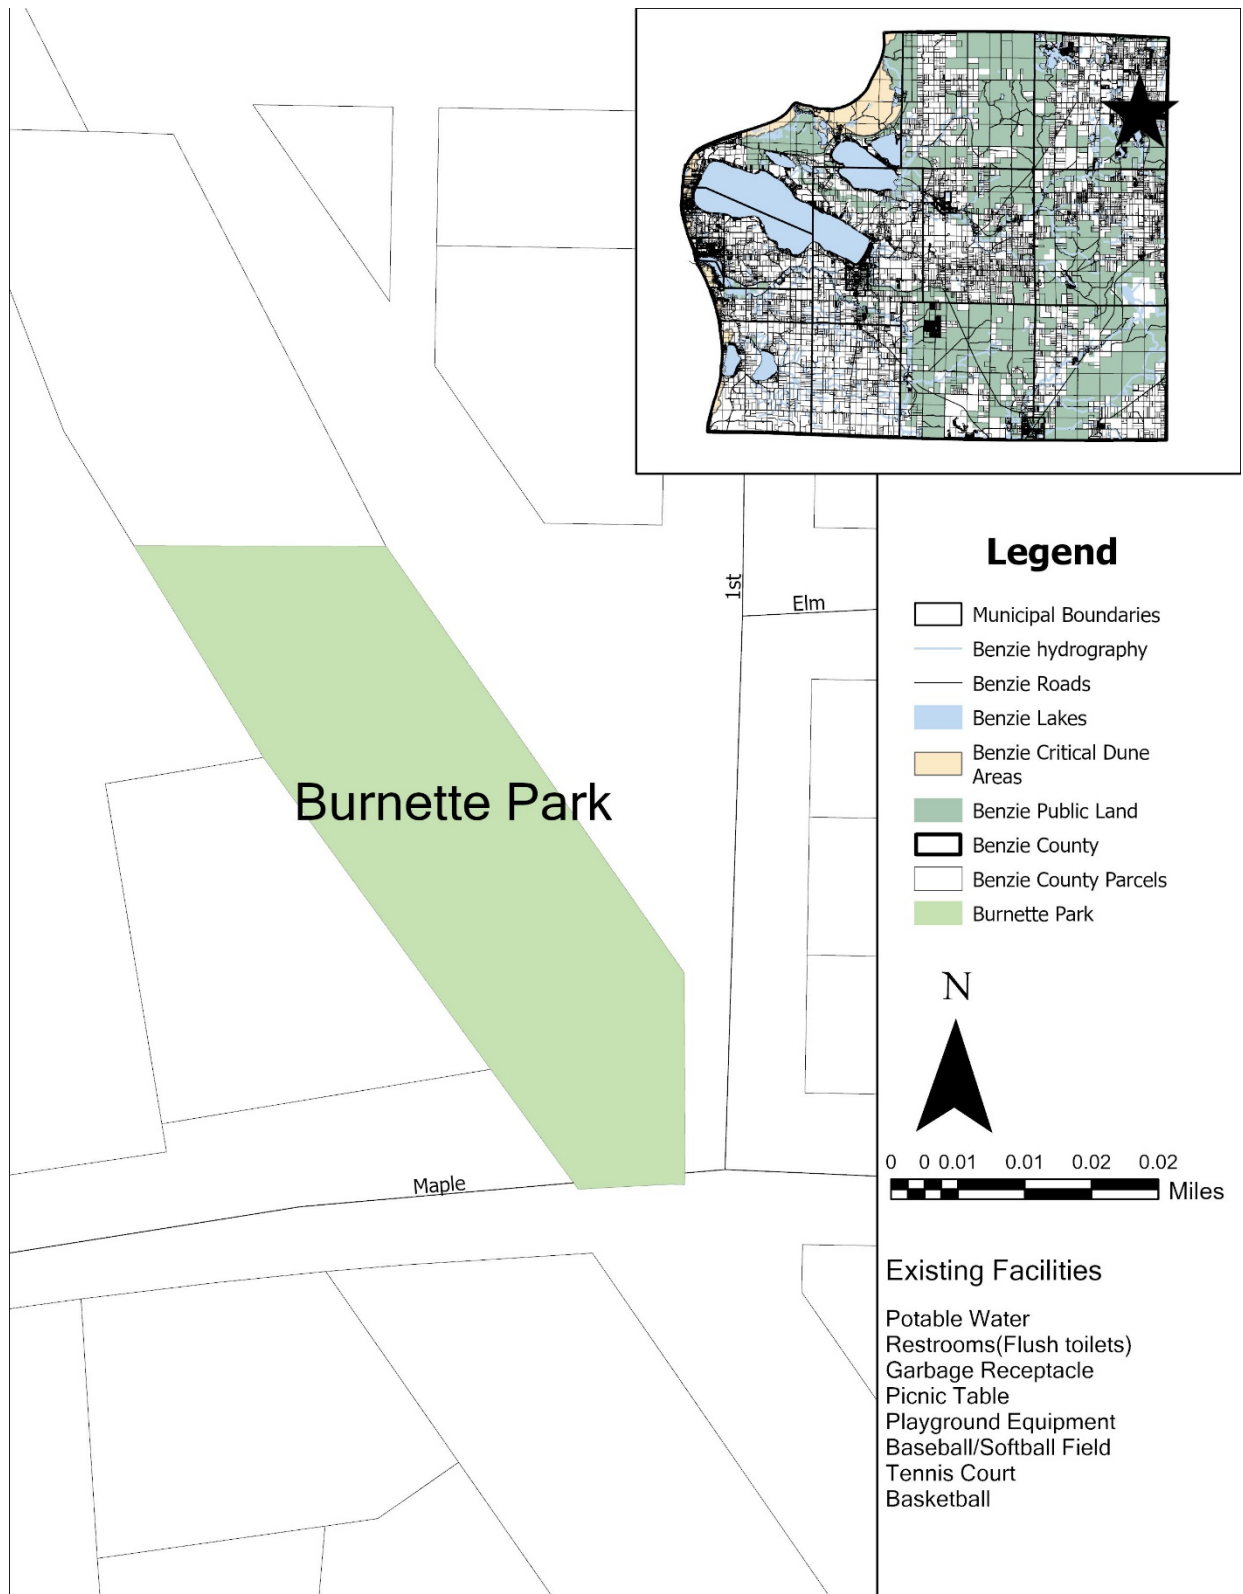 1st
Elm
Burnette Park
Maple
Legend
Municipal Boundaries
Benzie hydrography
Benzie Roads
Benzie Lakes
Benzie Critical Dune
Areas
Benzie Public Land
Benzie County
Benzie County Parcels
Burnette Park
N
0 0 0.01 0.01 0.02 0.02
Miles
Existing Facilities
Potable Water
Restrooms(Flush toilets)
Garbage Receptacle
Picnic Table
Playground Equipment
Baseball/Softball Field
Tennis Court
Basketball